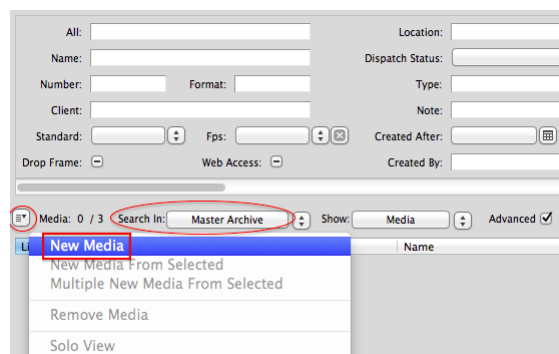 All: Location:
Name: Dispatch Status:
Number: Format: Type:
Client: Note:
Standard: Fps: Created After:
Drop Frame: Web Access: Created By:
Media: 0 / 3 Search In: Master Archive Show: Media Advanced
Name
New Media
New Media From Selected
Multiple New Media From Selected
Remove Media
Solo View